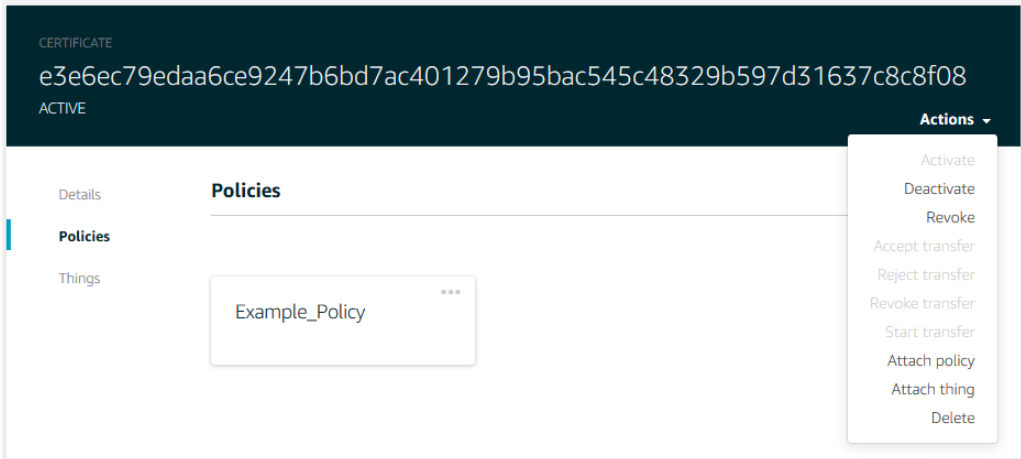 CERTIFICATE
e3e6ec79edaa6ce9247b6bd7ac401279b95bac545c48329b597d31637c8c8f08
ACTIVE
Actions
Activate
Deactivate
Revoke
Accept transfer
Reject transfer
Revoke transfer
Start transfer
Attach policy
Attach thing
Delete
Details
Policies
Things
Policies
Example_Policy